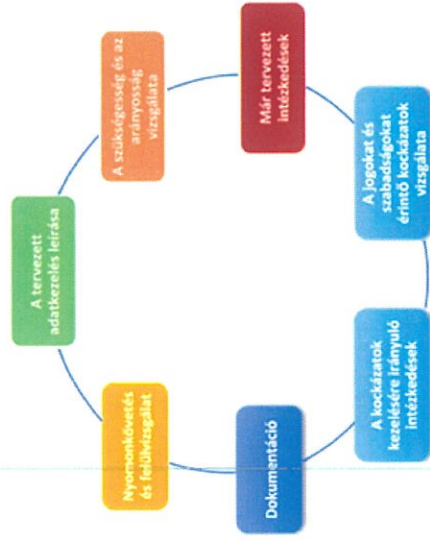 A tervezett
adatkezelés leírása
A szükségesség és az
arányosság
vizsgálata
Már tervezett
intézkedések
A jogokat és
szabadságokat
érintő kockázatok
vizsgálata
A kockázatok
kezelésére irányuló
intézkedések
Dokumentáció
Nyomonkövetés
és felülvizsgálat